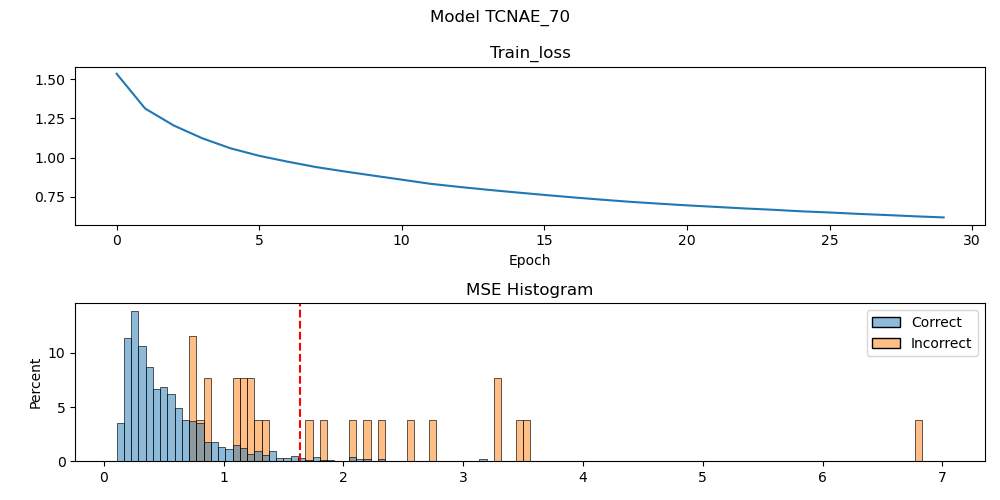 Model TCNAE_70
Train_loss
1.50
1.25
1.00
0.75
0 5 10 15 20 25 30
Epoch
MSE Histogram
Correct
Incorrect
Percent
10
5
0
0 1 2 3 4 5 6 7